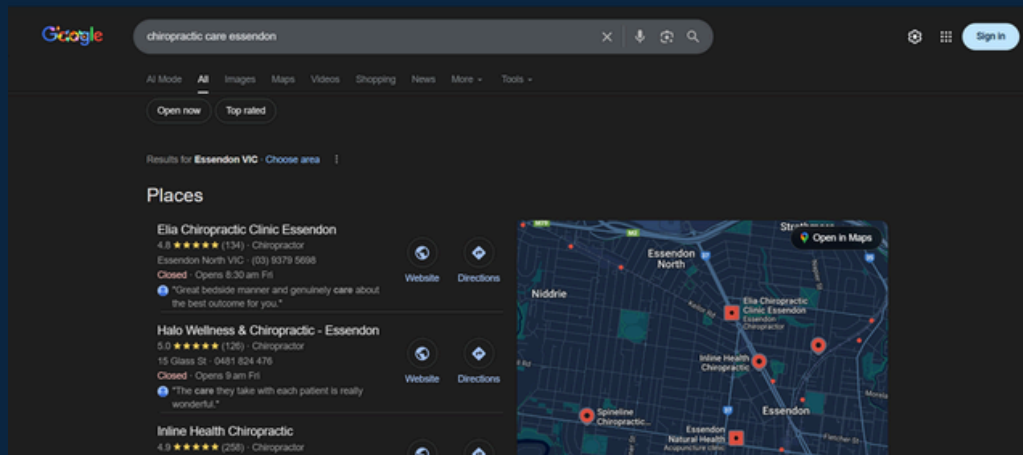 Google
chiropractic care essendon
Sign in
AI Mode All Images Maps Videos Shopping News More Tools
Open now Top rated
Results for Essendon VIC · Choose area
Places
Elia Chiropractic Clinic Essendon
4.8 ★★★★★ (134) · Chiropractor
Essendon North VIC · (03) 9379 5698
Closed · Opens 8:30 am Fri
"Great bedside manner and genuinely care about
the best outcome for you."
Website Directions
Halo Wellness & Chiropractic - Essendon
5.0 ★★★★★ (126) · Chiropractor
15 Glass St · 0481 824 476
Closed · Opens 9 am Fri
"The care they take with each patient is really
wonderful."
Website Directions
Inline Health Chiropractic
4.9 ★★★★★ (258) · Chiropractor
Open in Maps
M2
Essendon
North
Niddrie
Keilor Rd
Elia Chiropractic
Clinic Essendon
Essendon
Chiropractor
Inline Health
Chiropractic
Spineline
Chiropractic...
Essendon
Essendon
Natural Health
Acupuncture clinic
Fletcher St